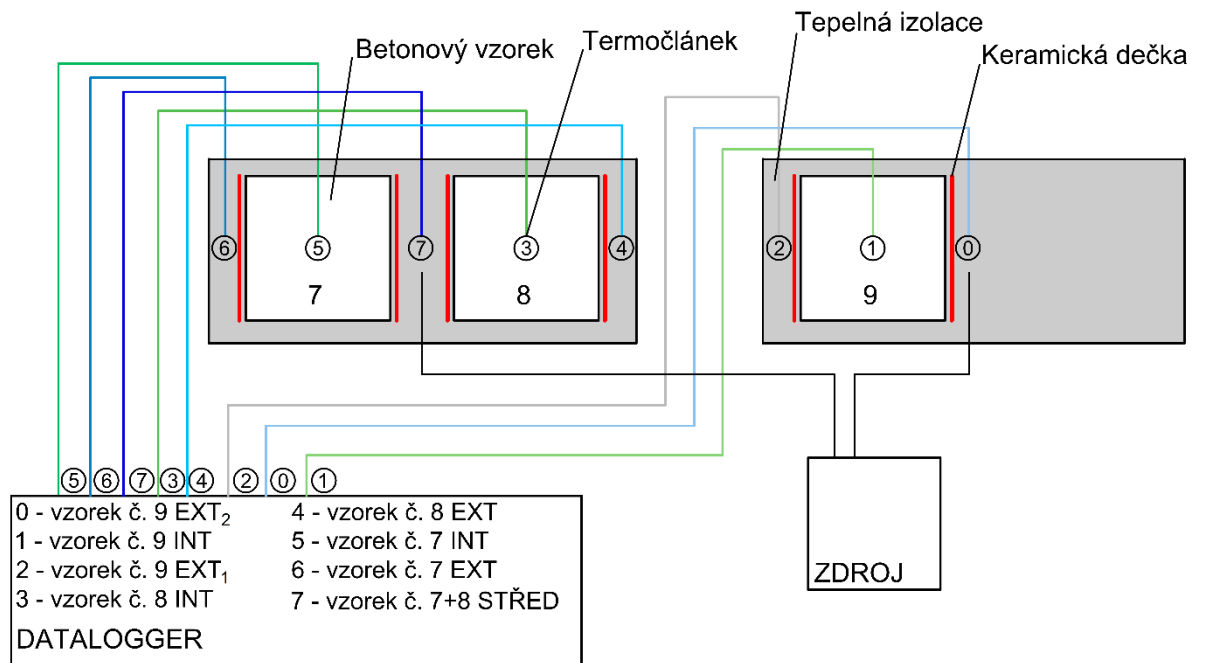 Tepelná izolace
Betonový vzorek
Termočlánek
Keramická dečka
6
5
7
3
4
2
1
0
7
8
9
5
6
7
3
4
2
0
1
0 - vzorek č. 9 EXT₂
1 - vzorek č. 9 INT
2 - vzorek č. 9 EXT₁
3 - vzorek č. 8 INT
4 - vzorek č. 8 EXT
5 - vzorek č. 7 INT
6 - vzorek č. 7 EXT
7 - vzorek č. 7+8 STŘED
DATALOGGER
ZDROJ